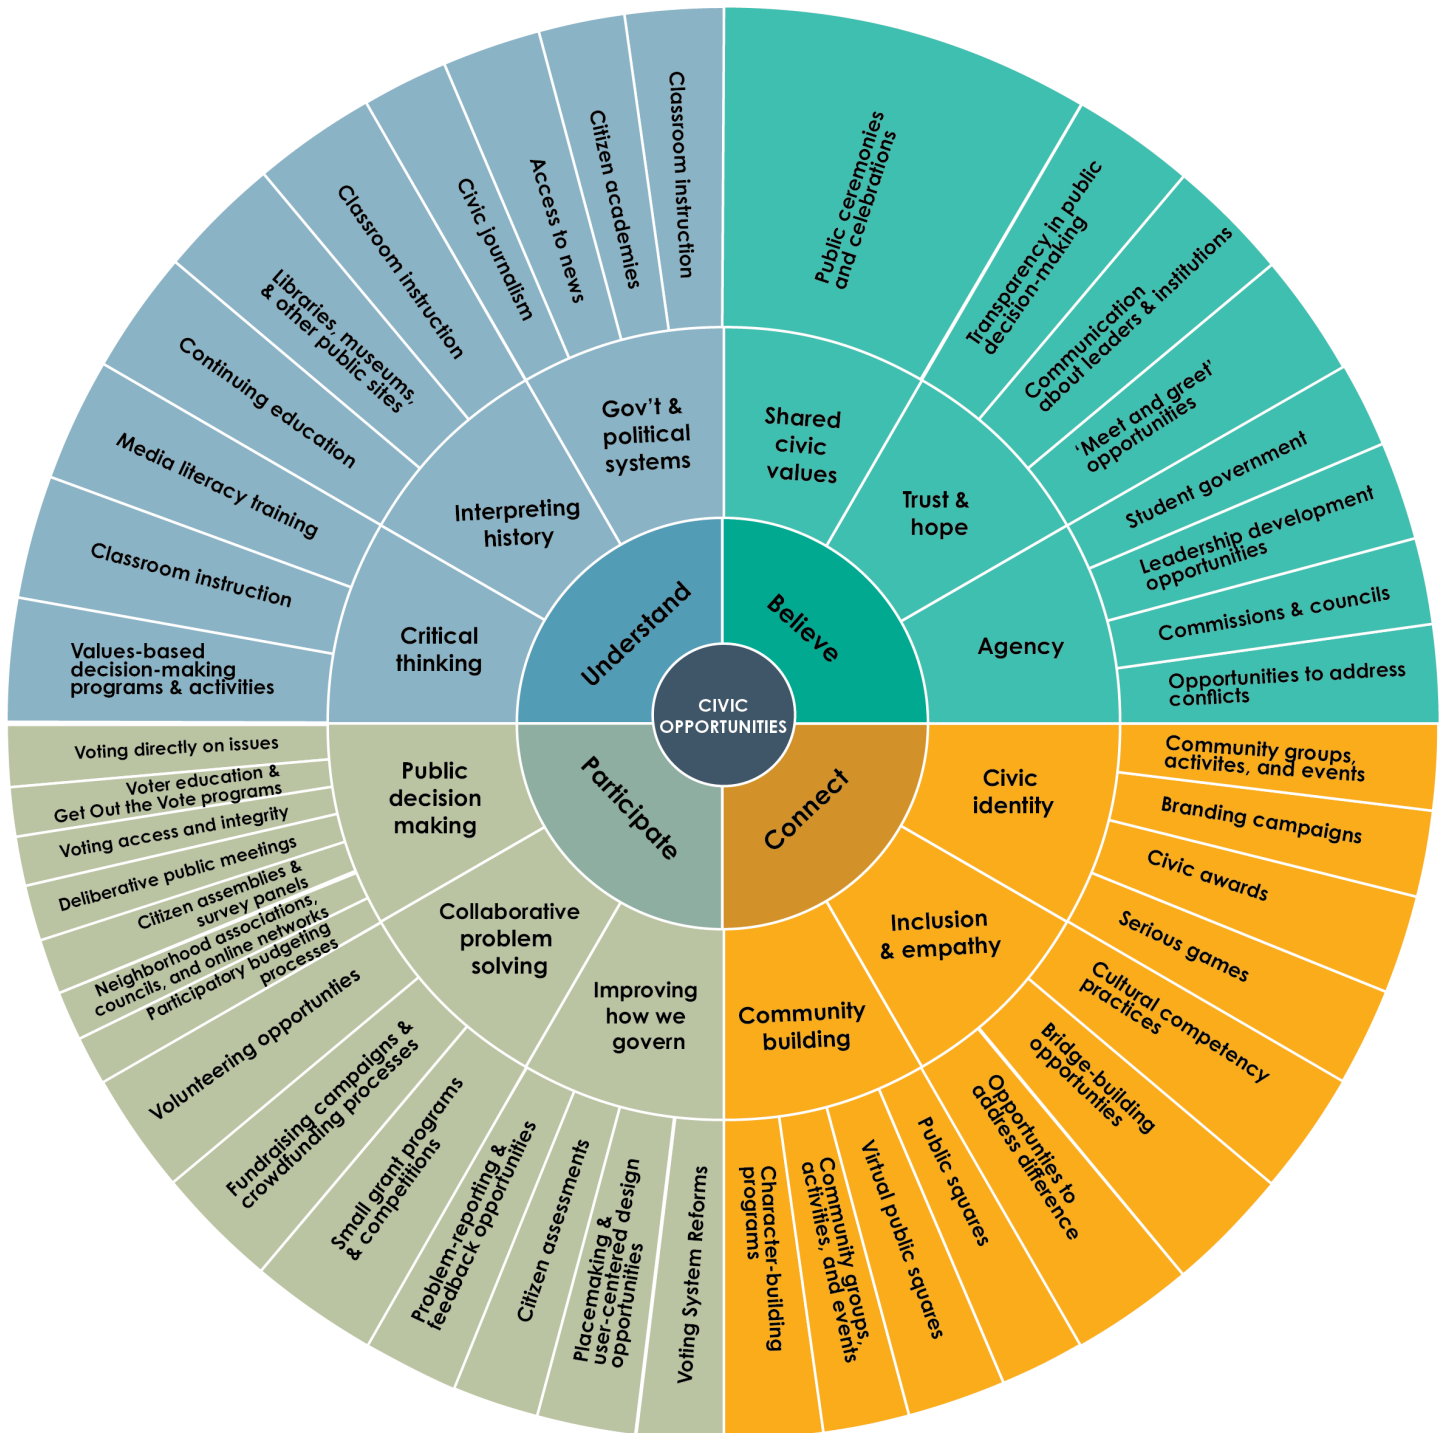 CIVIC
OPPORTUNITIES
Understand
Believe
Connect
Participate
Gov't &
political
systems
Classroom instruction
Citizen academies
Access to news
Civic journalism
Interpreting
history
Classroom instruction
Libraries, museums,
& other public sites
Continuing education
Critical
thinking
Media literacy training
Classroom instruction
Values-based
decision-making
programs & activities
Shared
civic
values
Public ceremonies
and celebrations
Trust &
hope
Transparency in public
decision-making
Communication
about leaders & institutions
‘Meet and greet’
opportunities
Agency
Student government
Leadership development
opportunities
Commissions & councils
Opportunities to address
conflicts
Civic
identity
Community groups,
activites, and events
Branding campaigns
Civic awards
Serious games
Inclusion
& empathy
Cultural competency
practices
Bridge-building
opportunties
Opportunties to
address difference
Community
building
Public squares
Virtual public squares
Community groups,
activities, and events
Character-building
programs
Improving
how we
govern
Voting System Reforms
Placemaking &
user-centered design
opportunities
Citizen assessments
Problem-reporting &
feedback opportunities
Collaborative
problem
solving
Small grant programs
& competitions
Fundraising campaigns &
crowdfunding processes
Volunteering opportunties
Public
decision
making
Participatory budgeting
processes
Neighborhood associations,
councils, and online networks
Citizen assemblies &
survey panels
Deliberative public meetings
Voting access and integrity
Voter education &
Get Out the Vote programs
Voting directly on issues